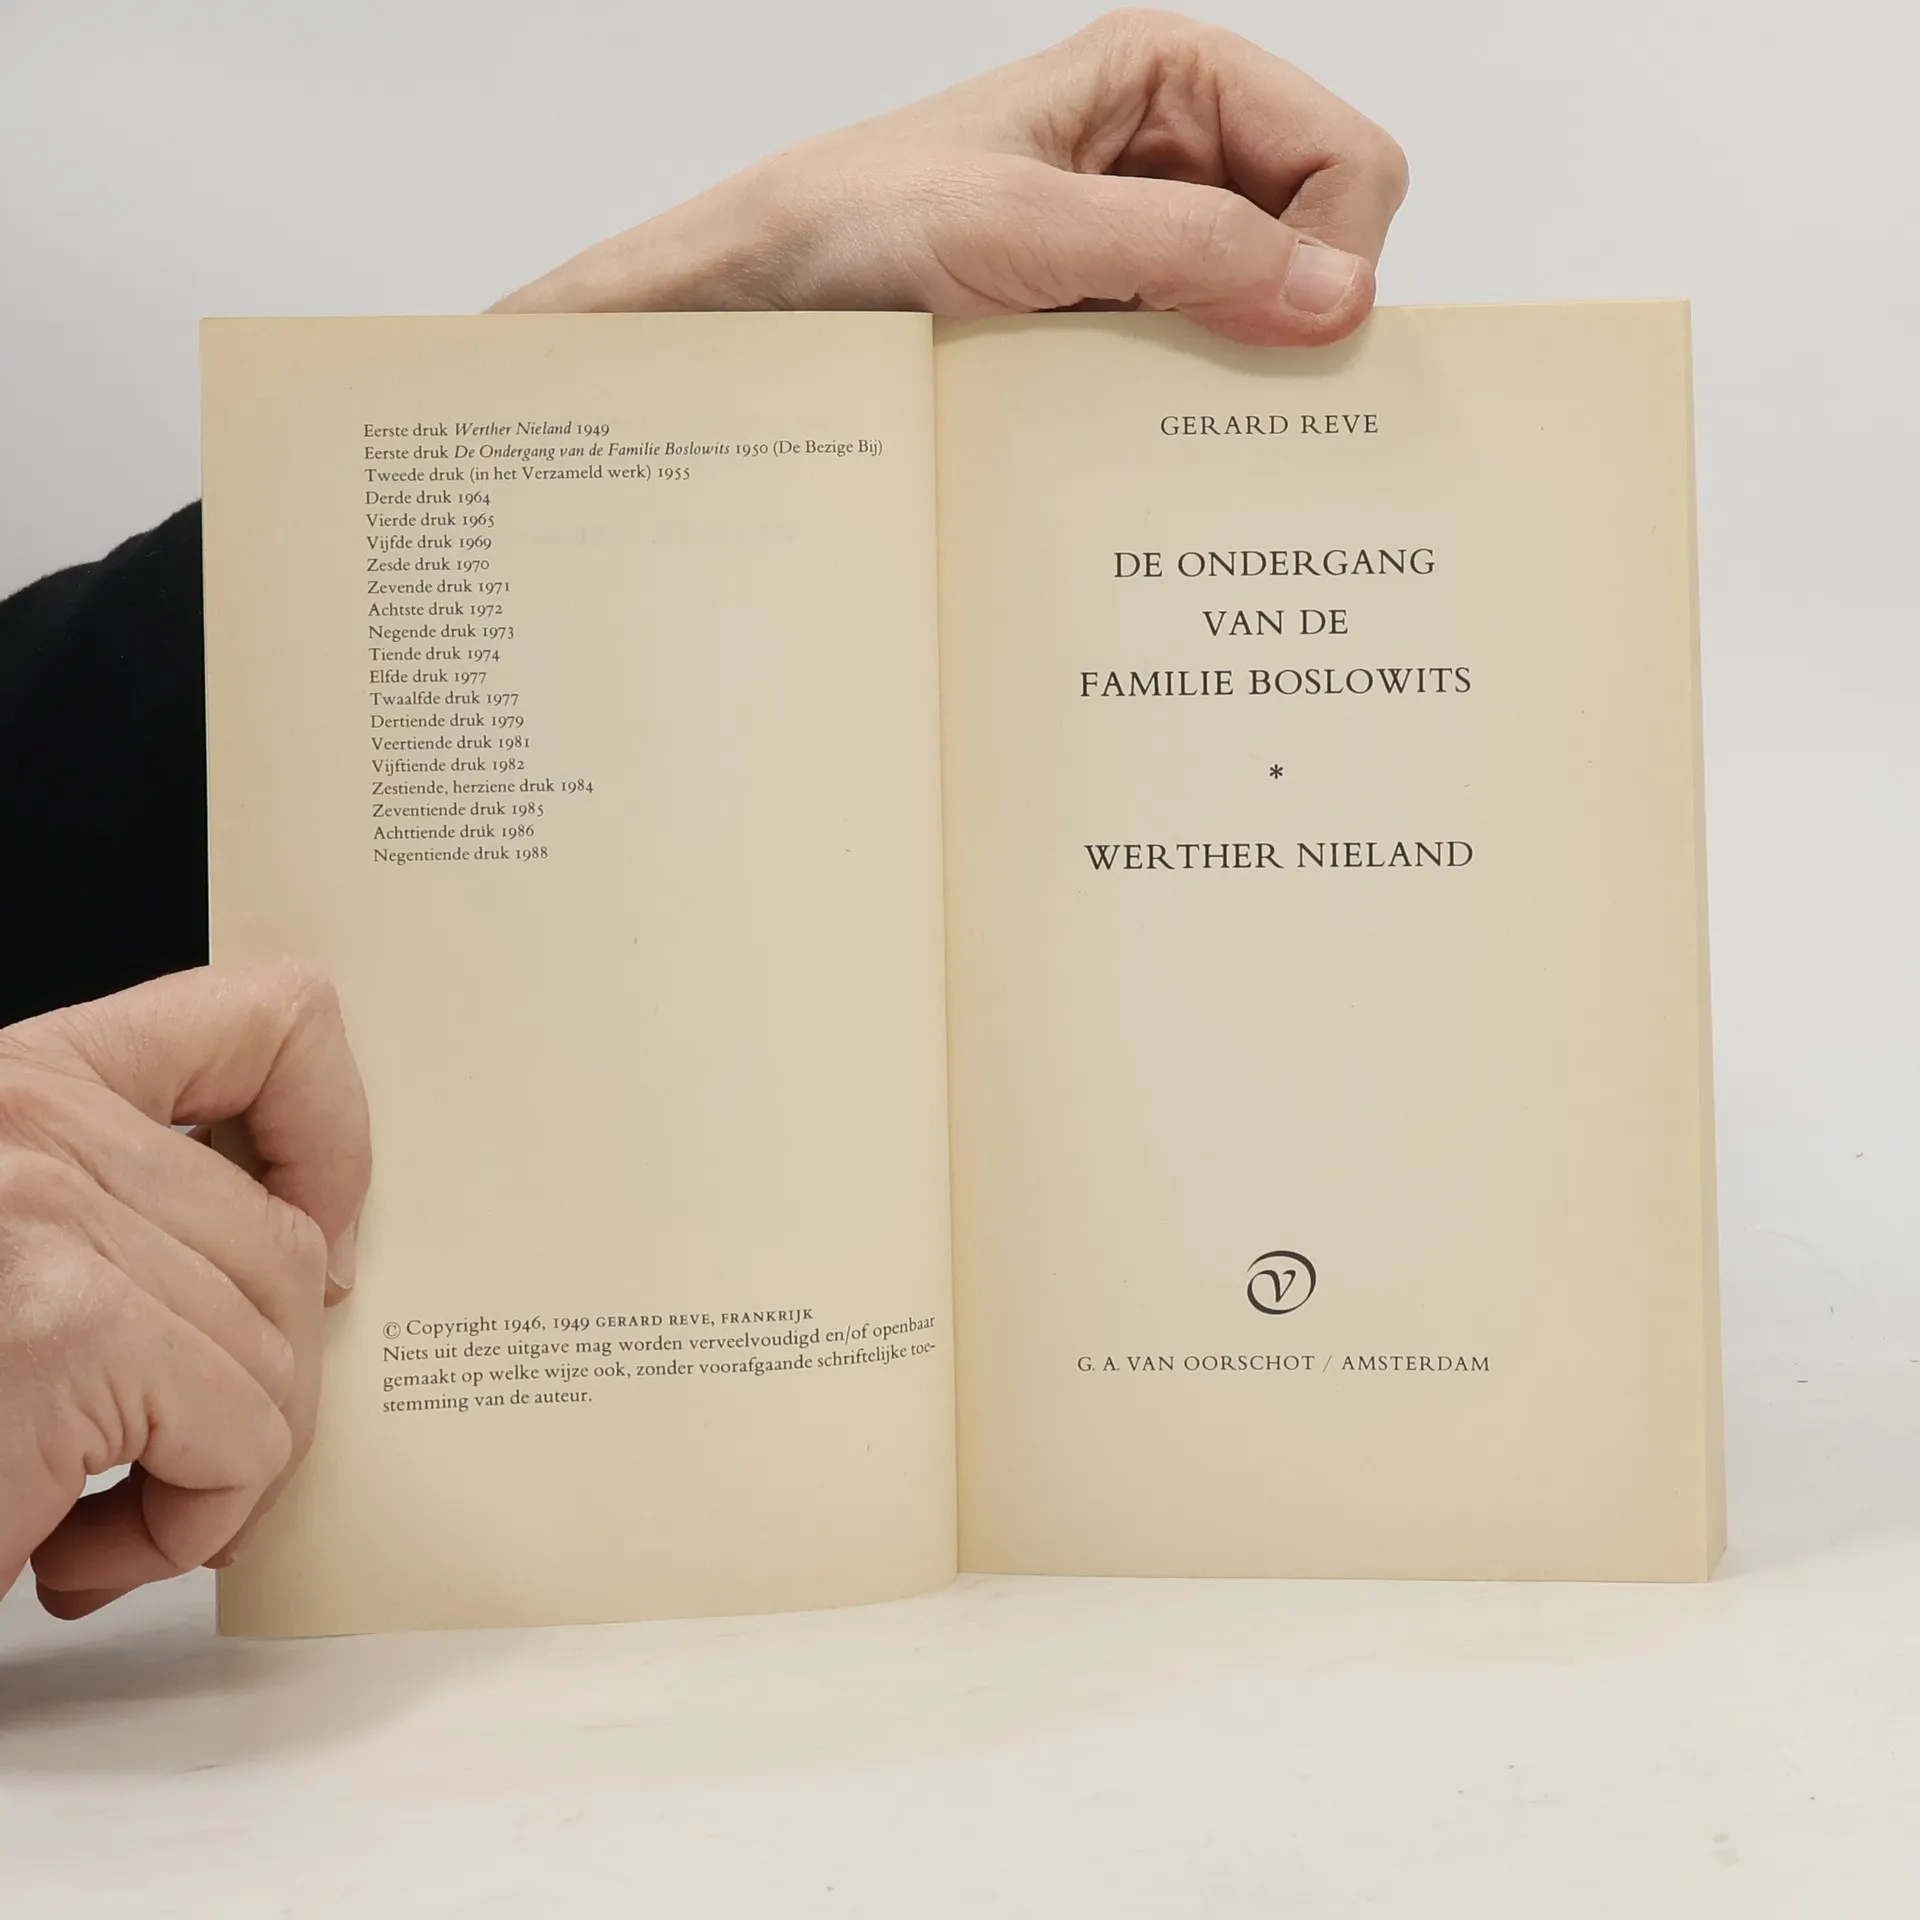 Eerste druk Werther Nieland 1949
Eerste druk De Ondergang van de Familie Boslowits 1950 (De Bezige Bij)
Tweede druk (in het Verzameld werk) 1955
Derde druk 1964
Vierde druk 1965
Vijfde druk 1969
Zesde druk 1970
Zevende druk 1971
Achtste druk 1972
Negende druk 1973
Tiende druk 1974
Elfde druk 1977
Twaalfde druk 1977
Dertiende druk 1979
Veertiende druk 1981
Vijftiende druk 1982
Zestiende, herziene druk 1984
Zeventiende druk 1985
Achttiende druk 1986
Negentiende druk 1988
© Copyright 1946, 1949 GERARD REVE, FRANKRIJK
Niets uit deze uitgave mag worden verveelvoudigd en/of openbaar
gemaakt op welke wijze ook, zonder voorafgaande schriftelijke toe-
stemming van de auteur.
GERARD REVE
DE ONDERGANG
VAN DE
FAMILIE BOSLOWITS
*
WERTHER NIELAND
G. A. VAN OORSCHOT / AMSTERDAM